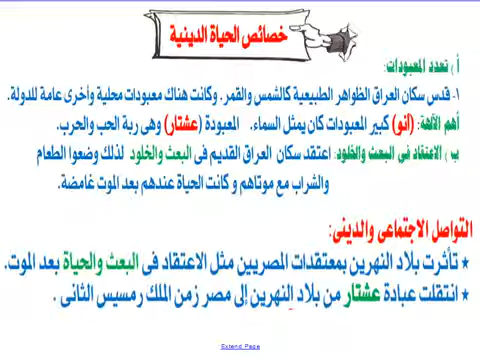 خصائص الحياة الدينية
أ ) تعدد المعبودات:
١- قدس سكان العراق الظواهر الطبيعية كالشمس والقمر. وكانت هناك معبودات محلية وأخرى عامة للدولة.
أهم الآلهة: (أنو) كبير المعبودات كان يمثل السماء. المعبودة (عشتار) وهى ربة الحب والحرب.
ب ) الاعتقاد فى البعث والخلود: اعتقد سكان العراق القديم فى البعث والخلود لذلك وضعوا الطعام
والشراب مع موتاهم و كانت الحياة عندهم بعد الموت غامضة.
التواصل الاجتماعى والدينى:
* تأثرت بلاد النهرين بمعتقدات المصريين مثل الاعتقاد فى البعث والحياة بعد الموت.
* انتقلت عبادة عشتار من بلاد النهرين إلى مصر زمن الملك رمسيس الثانى .
Extend Page